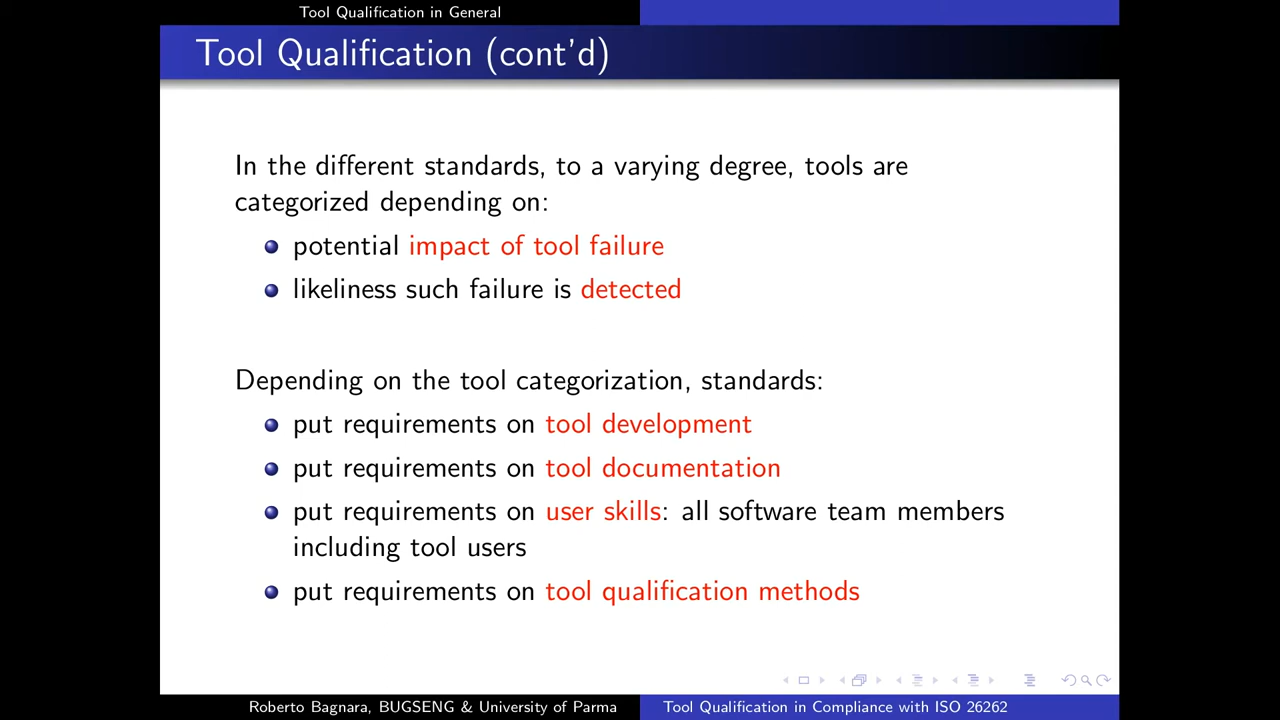 Tool Qualification in General
Tool Qualification (cont'd)
In the different standards, to a varying degree, tools are
categorized depending on:
potential impact of tool failure
likeliness such failure is detected
Depending on the tool categorization, standards:
put requirements on tool development
put requirements on tool documentation
put requirements on user skills: all software team members
including tool users
put requirements on tool qualification methods
Roberto Bagnara, BUGSENG & University of Parma
Tool Qualification in Compliance with ISO 26262